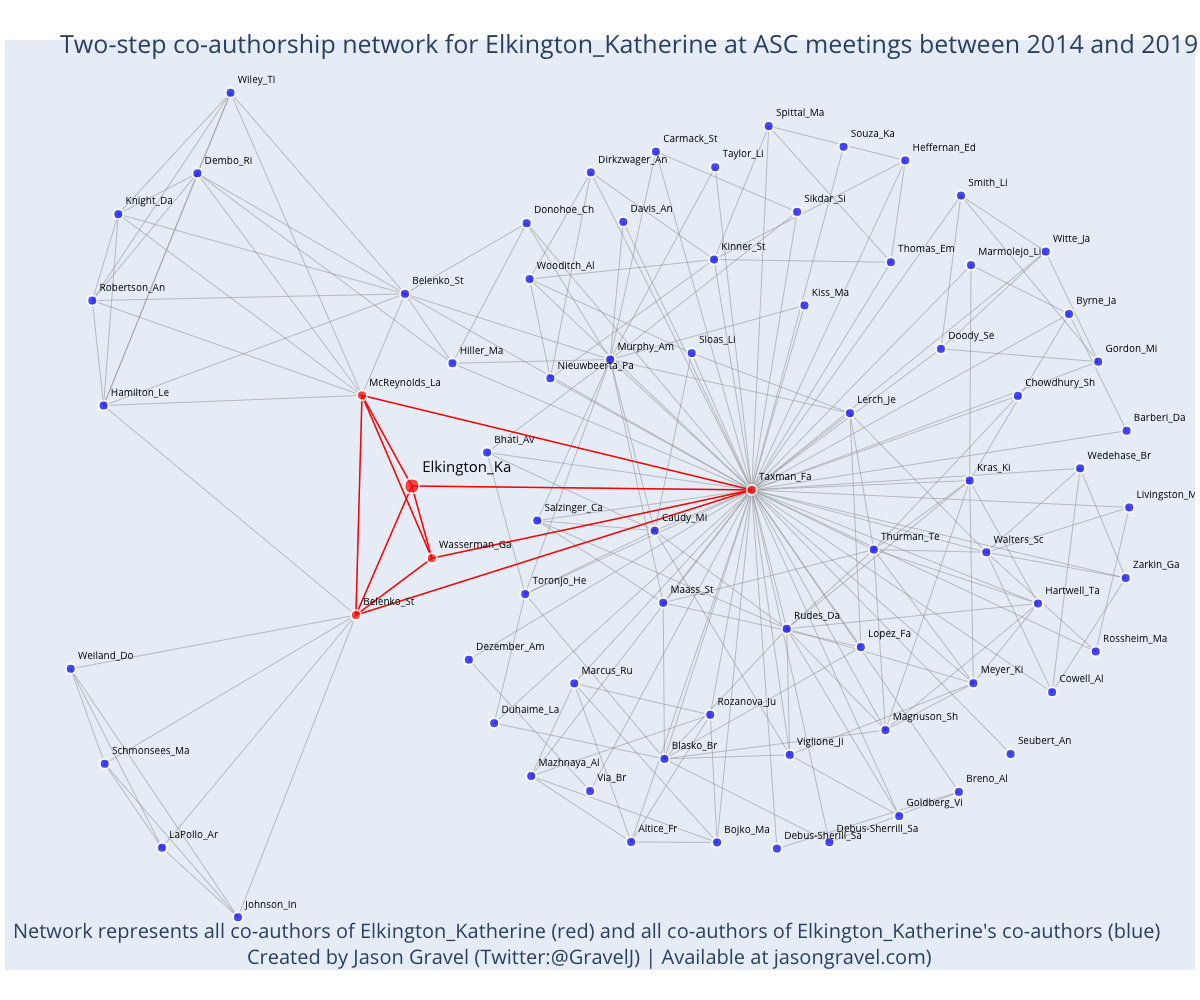 Two-step co-authorship network for Elkington_Katherine at ASC meetings between 2014 and 2019
Wiley_Ti
Spittal_Ma
Souza_Ka
Carmack_St
Taylor_Li
Heffernan_Ed
Dembo_Ri
Dirkzwager_An
Smith_Li
Knight_Da
Sikdar_Si
Donohoe_Ch
Davis_An
Witte_Ja
Kinner_St
Thomas_Em
Marmolejo_Li
Wooditch_Al
Belenko_St
Robertson_An
Kiss_Ma
Byrne_Ja
Doody_Se
Sloas_Li
Murphy_Am
Hiller_Ma
Gordon_Mi
Nieuwbeerta_Pa
McReynolds_La
Chowdhury_Sh
Hamilton_Le
Lerch_Je
Barberi_Da
Bhati_Av
Wedehase_Br
Elkington_Ka
Kras_Ki
Taxman_Fa
Livingston_M
Salzinger_Ca
Caudy_Mi
Thurman_Te
Walters_Sc
Wasserman_Ga
Zarkin_Ga
Toronjo_He
Maass_St
Hartwell_Ta
Belenko_St
Rudes_Da
Lopez_Fa
Rossheim_Ma
Dezember_Am
Weiland_Do
Marcus_Ru
Meyer_Ki
Cowell_Al
Rozanova_Ju
Duhaime_La
Magnuson_Sh
Seubert_An
Viglione_Ji
Blasko_Br
Schmonsees_Ma
Mazhnaya_Al
Via_Br
Breno_Al
Goldberg_Vi
Altice_Fr
Bojko_Ma
Debus-Sherrill_Sa
Debus-Sherill_Sa
LaPollo_Ar
Johnson_In
Network represents all co-authors of Elkington_Katherine (red) and all co-authors of Elkington_Katherine's co-authors (blue)
Created by Jason Gravel (Twitter:@GravelJ) | Available at jasongravel.com)